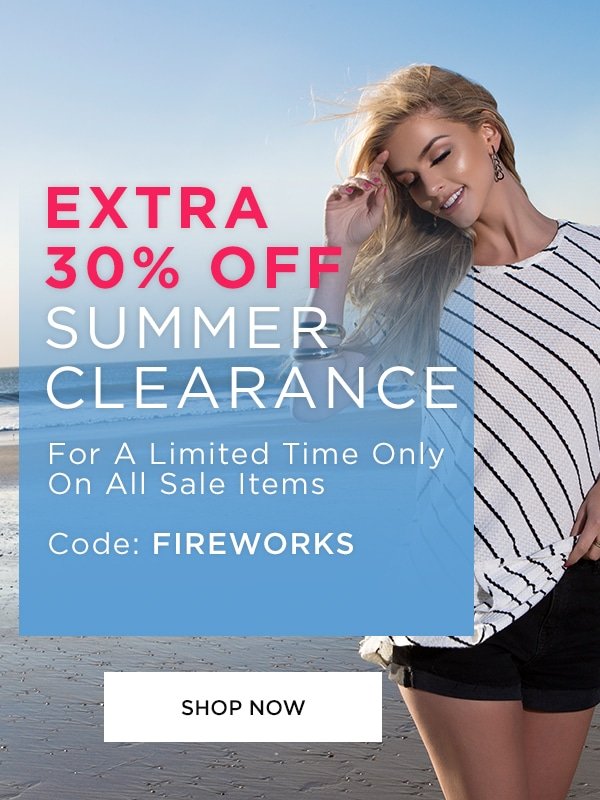 EXTRA
30% OFF
SUMMER
CLEARANCE
For A Limited Time Only
On All Sale Items
Code: FIREWORKS
SHOP NOW